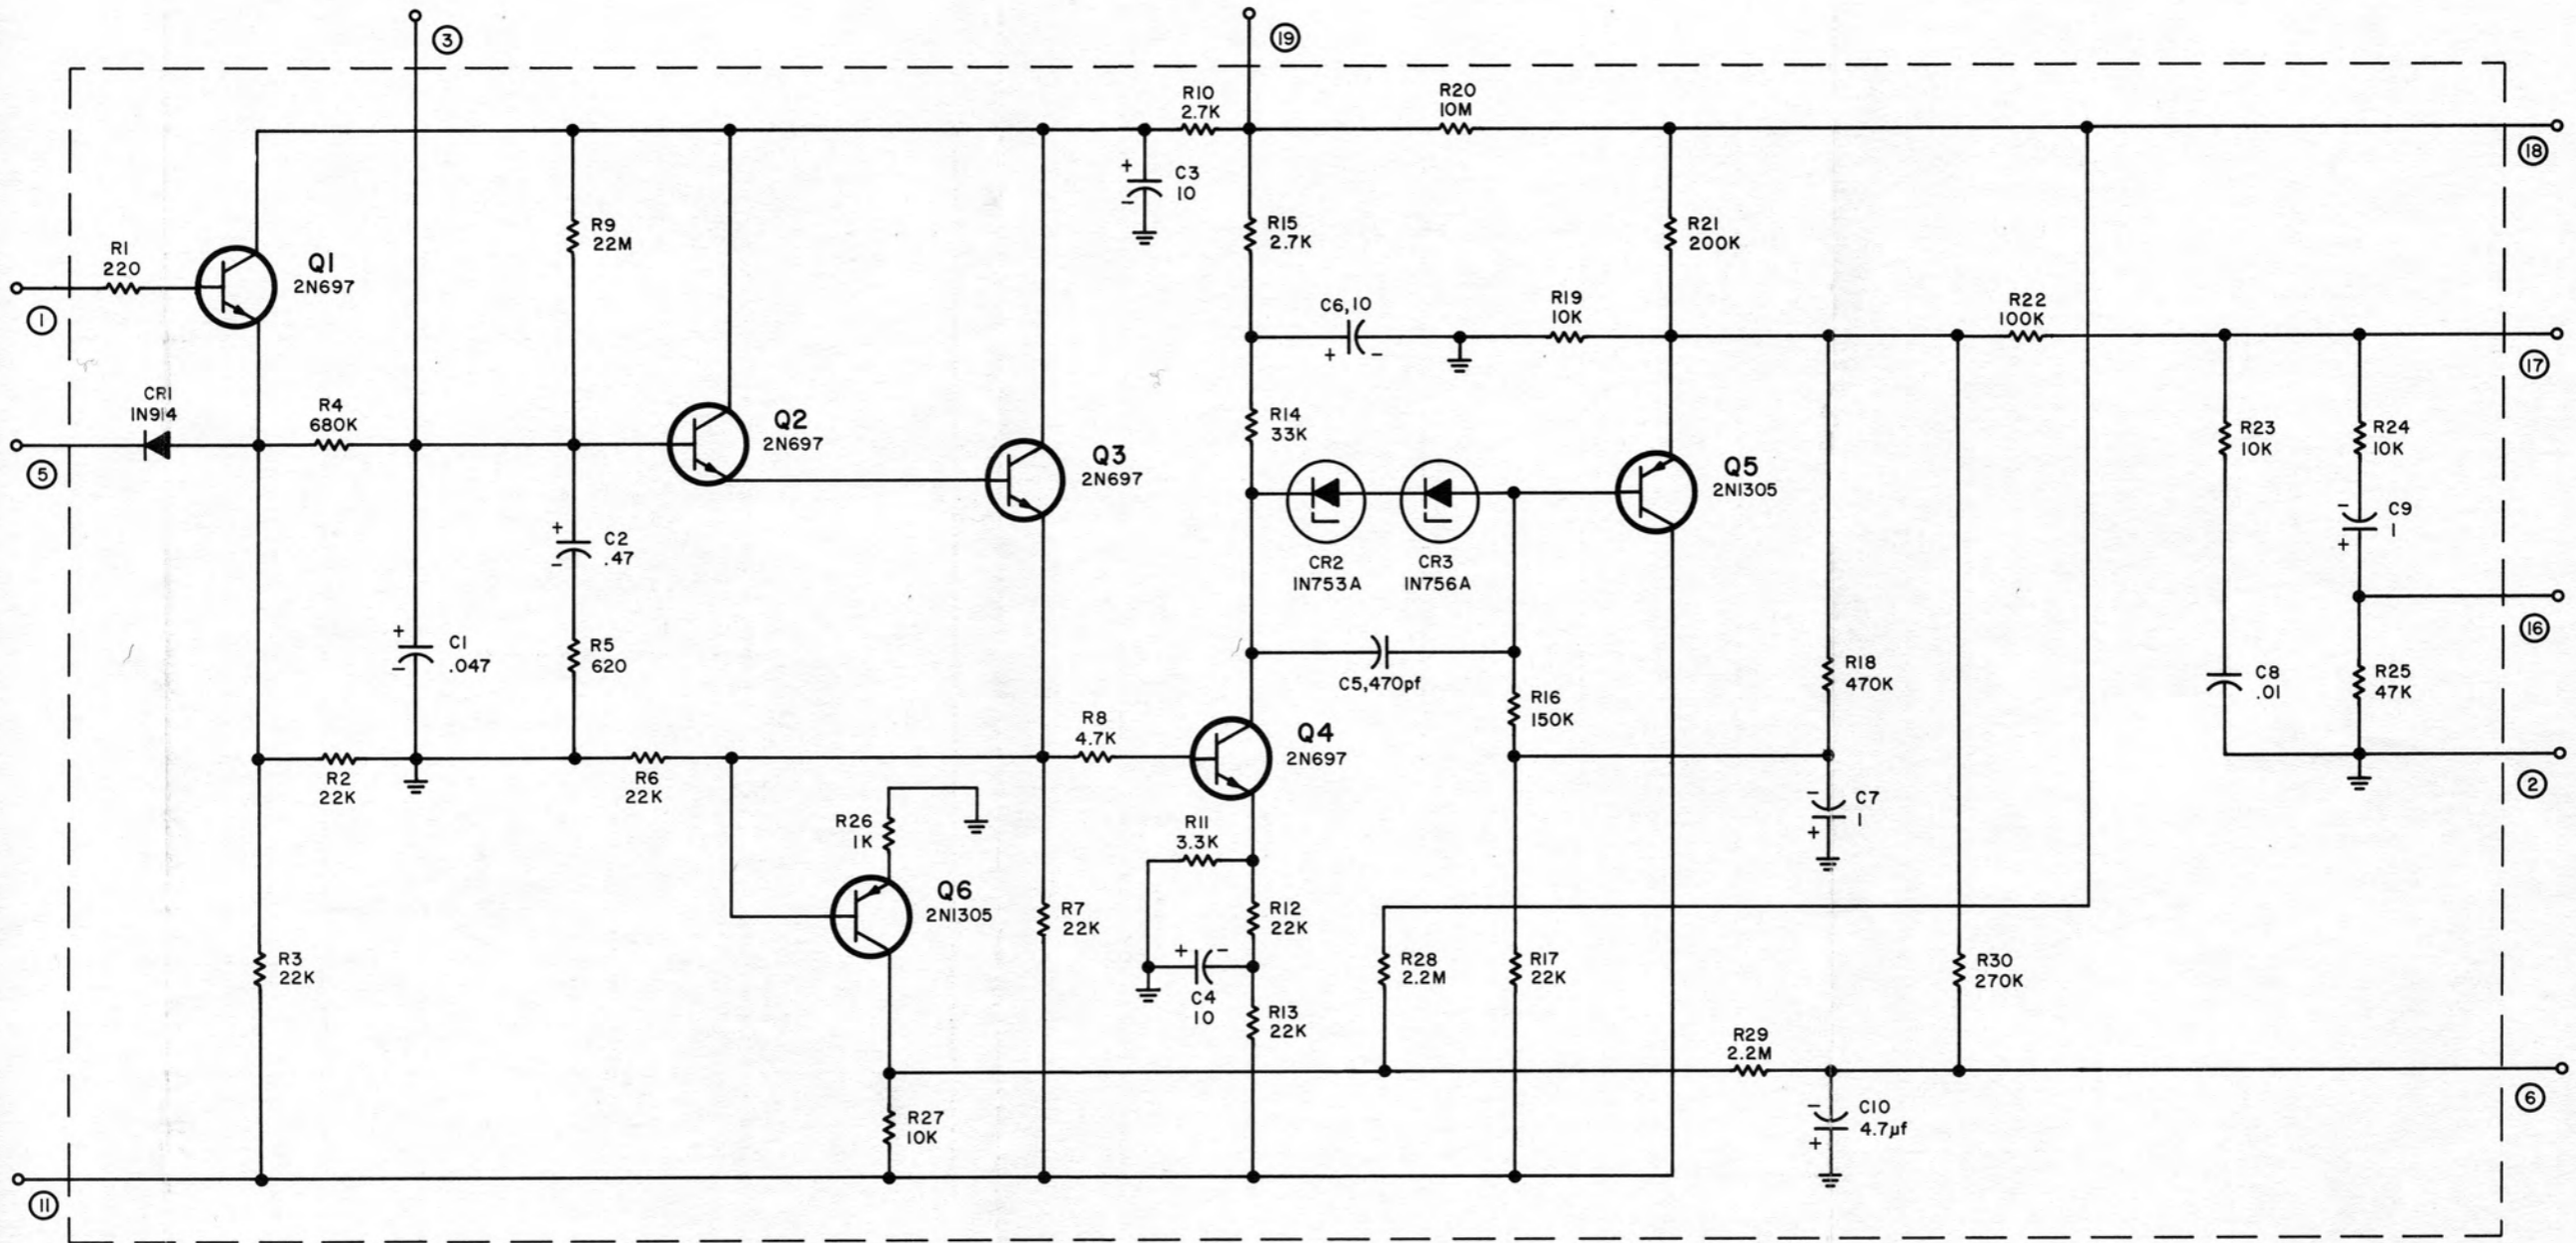 3
19
R10
2.7K
R20
10M
18
C3
10
R1
220
Q1
2N697
R9
22M
R15
2.7K
R21
200K
1
C6,10
R19
10K
R22
100K
17
CR1
1N914
R4
680K
5
Q2
2N697
Q3
2N697
R14
33K
CR2
1N753A
CR3
1N756A
Q5
2N1305
R23
10K
R24
10K
C9
1
C2
.47
C1
.047
R5
620
C5,470pf
R16
150K
R18
470K
C8
.01
R25
47K
16
R2
22K
R6
22K
R8
4.7K
Q4
2N697
C7
1
2
R26
1K
R11
3.3K
Q6
2N1305
R7
22K
R12
22K
R3
22K
C4
10
R13
22K
R28
2.2M
R17
22K
R30
270K
R29
2.2M
R27
10K
C10
4.7µf
6
11